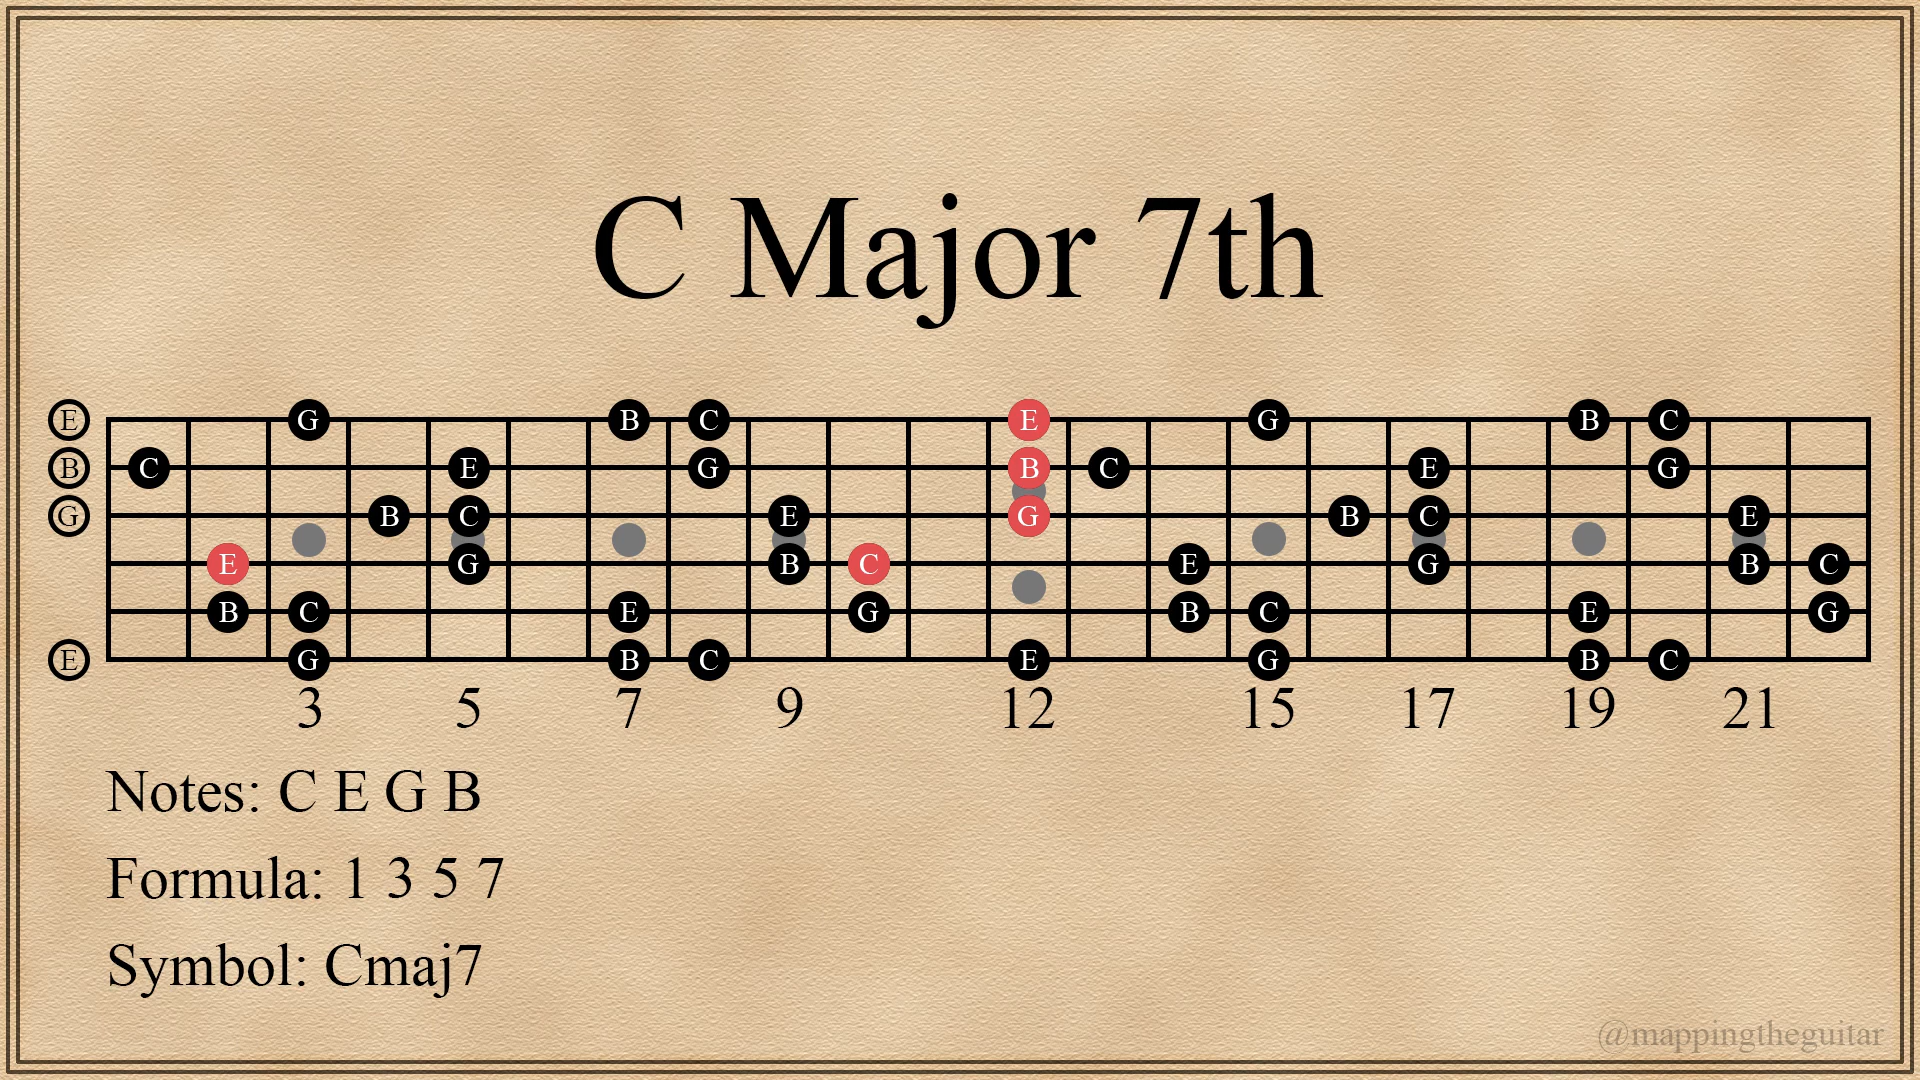 C Major 7th
E G B C E G B C
B C E G B C E G
G B C E G B C E
E G B C E G B C
B C E G B C E G
E G B C E G B C
3 5 7 9 12 15 17 19 21
Notes: C E G B
Formula: 1 3 5 7
Symbol: Cmaj7
@mappingtheguitar